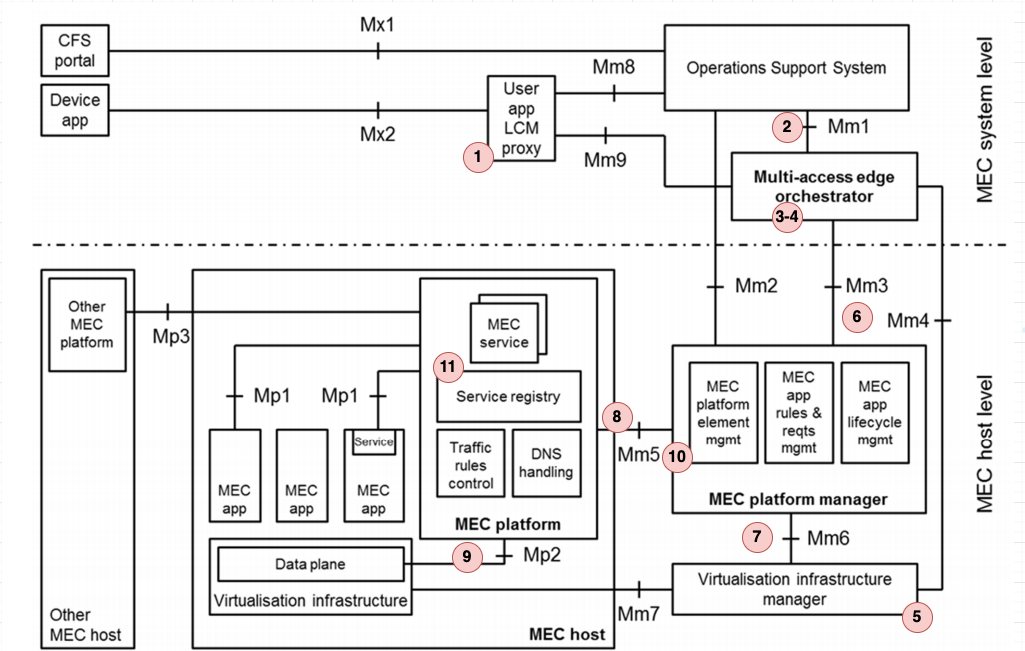 CFS
portal
Mx1
Operations Support System
Mm8
Device
app
Mx2
User
app
LCM
proxy
1
Mm9
2
Mm1
Multi-access edge
orchestrator
3-4
MEC system level
Mm2
Mm3
6
Mm4
Other
MEC
platform
Mp3
MEC
service
11
Service registry
Mp1
Mp1
Traffic
rules
control
DNS
handling
MEC platform
MEC
app
MEC
app
Service
MEC
app
8
Mm5
10
MEC
platform
element
mgmt
MEC
app
rules &
reqts
mgmt
MEC
app
lifecycle
mgmt
MEC platform manager
MEC host level
9
Mp2
7
Mm6
Data plane
Virtualisation infrastructure
Mm7
Virtualisation infrastructure
manager
5
Other
MEC host
MEC host